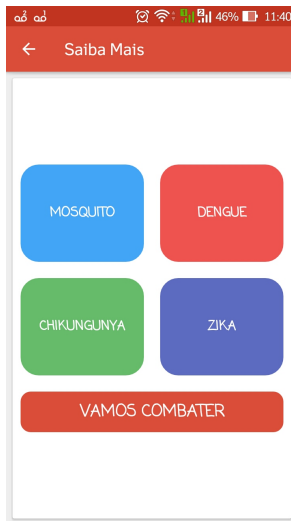 46% 11:40
Saiba Mais
MOSQUITO
DENGUE
CHIKUNGUNYA
ZIKA
VAMOS COMBATER